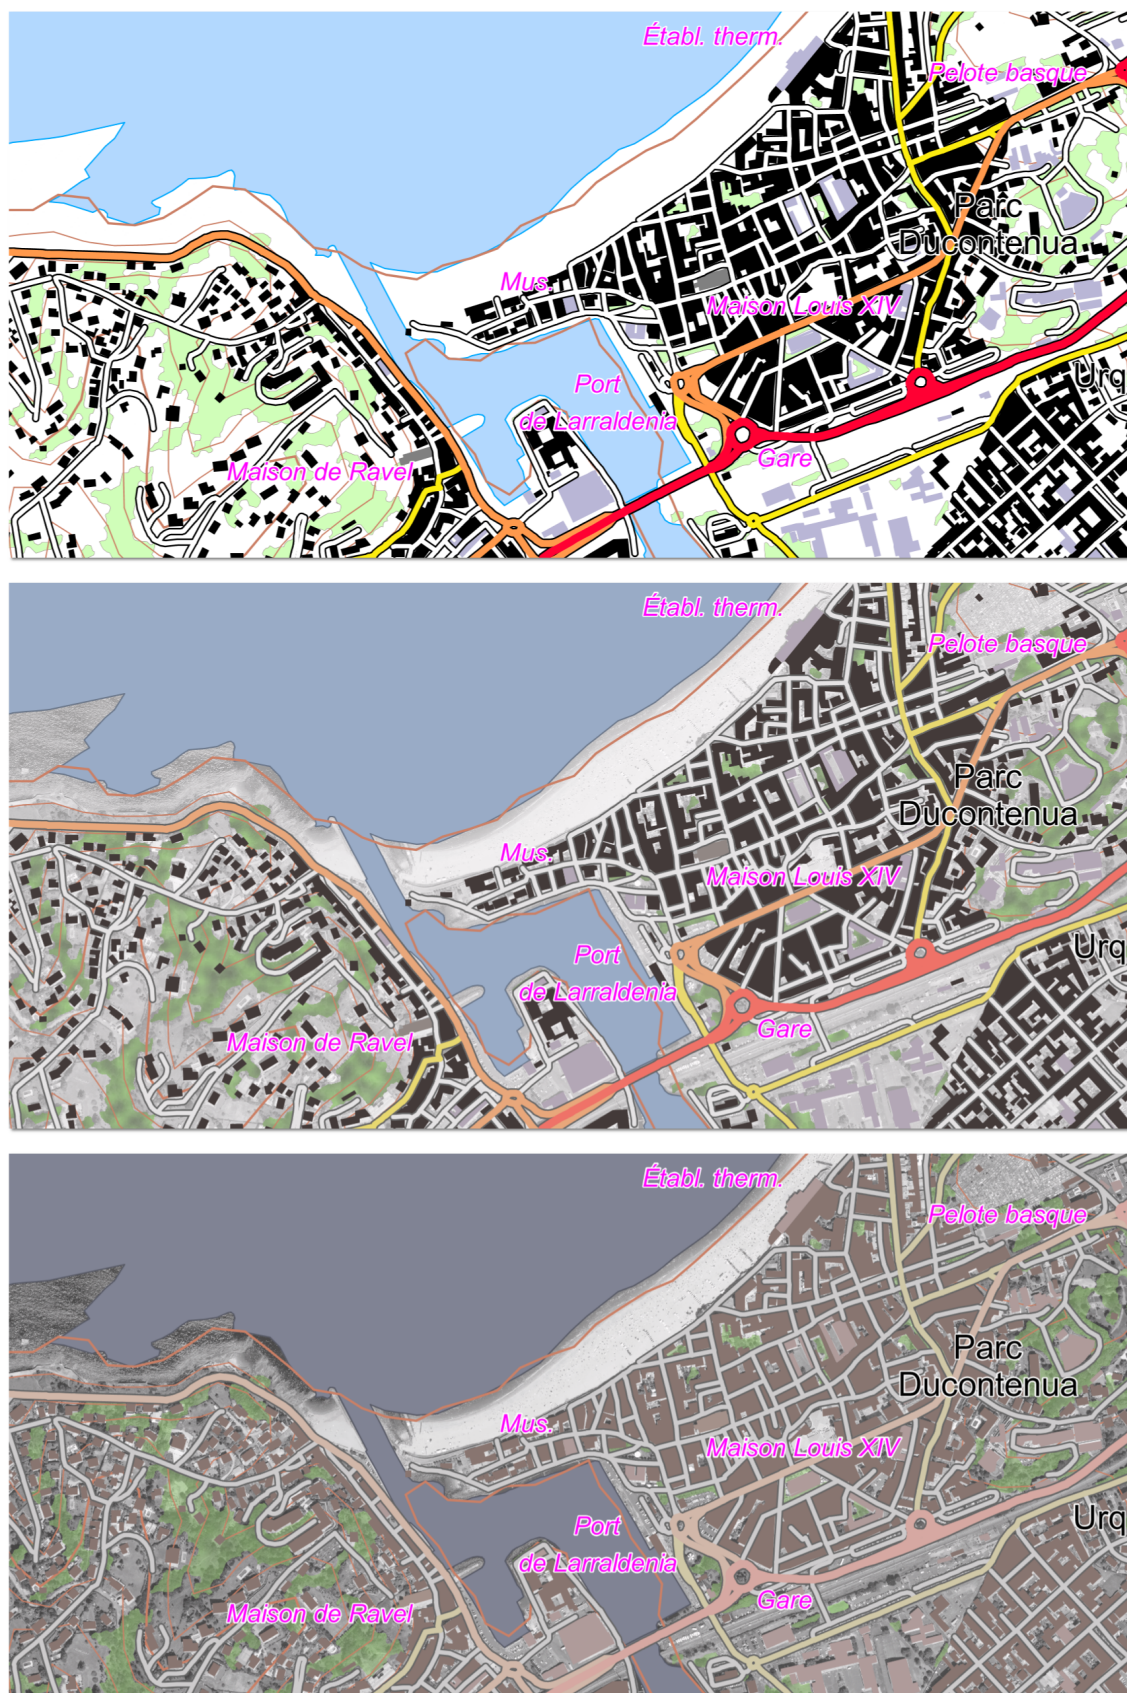 Établ. therm.
Pelote basque
Parc
Ducontenua
Mus.
Maison Louis XIV
Port
de Larraldenia
Urq
Gare
Maison de Ravel
Établ. therm.
Pelote basque
Parc
Ducontenua
Mus.
Maison Louis XIV
Port
de Larraldenia
Urq
Gare
Maison de Ravel
Établ. therm.
Pelote basque
Parc
Ducontenua
Mus.
Maison Louis XIV
Port
de Larraldenia
Urq
Gare
Maison de Ravel